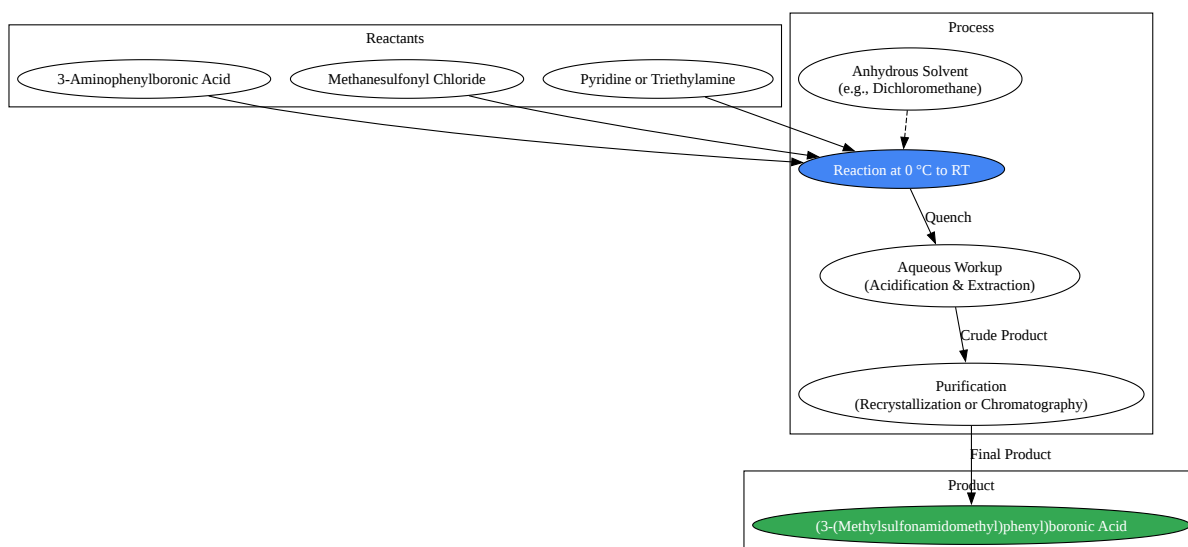 Reactants
3-Aminophenylboronic Acid
Methanesulfonyl Chloride
Pyridine or Triethylamine
Process
Anhydrous Solvent
(e.g., Dichloromethane)
Reaction at 0 °C to RT
Quench
Aqueous Workup
(Acidification & Extraction)
Crude Product
Purification
(Recrystallization or Chromatography)
Final Product
Product
(3-(Methylsulfonamidomethyl)phenyl)boronic Acid